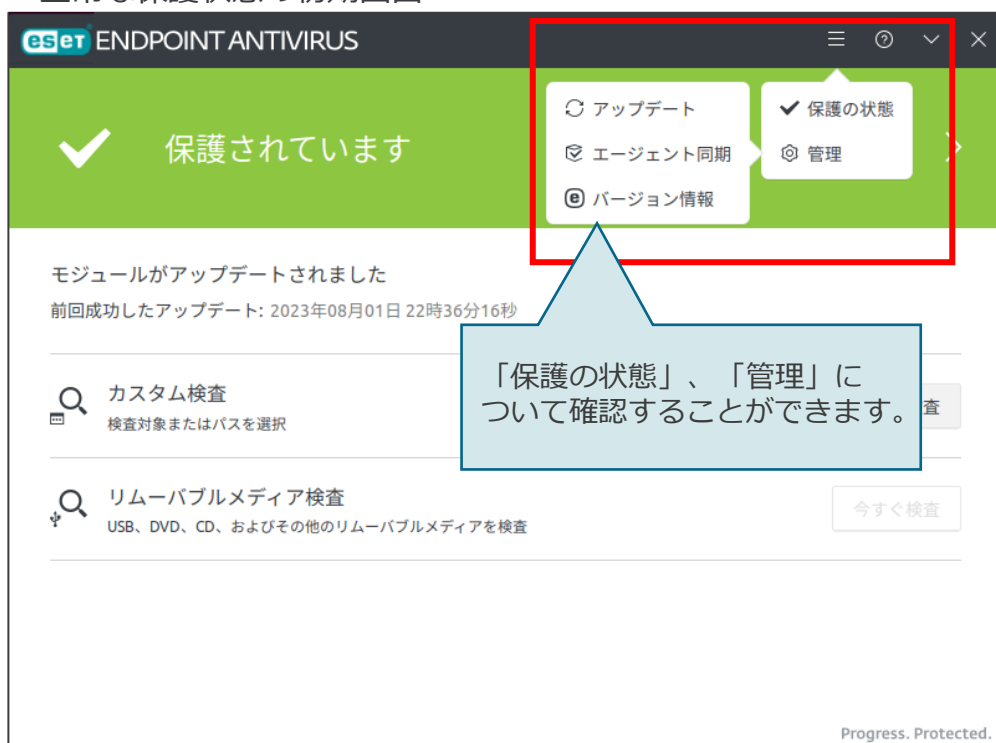 eset ENDPOINT ANTIVIRUS
アップデート
エージェント同期
バージョン情報
保護の状態
管理
保護されています
モジュールがアップデートされました
前回成功したアップデート: 2023年08月01日 22時36分16秒
「保護の状態」、「管理」に
ついて確認することができます。
カスタム検査
検査対象またはパスを選択
査
リムーバブルメディア検査
USB、DVD、CD、およびその他のリムーバブルメディアを検査
今すぐ検査
Progress. Protected.